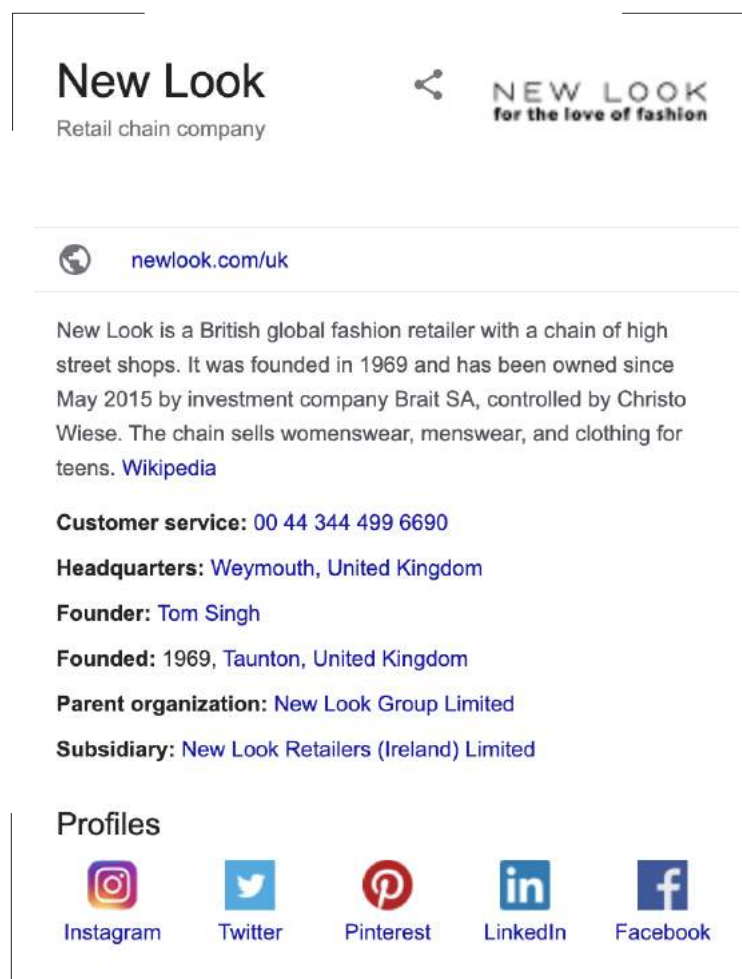 New Look
Retail chain company
NEW LOOK
for the love of fashion
newlook.com/uk
New Look is a British global fashion retailer with a chain of high
street shops. It was founded in 1969 and has been owned since
May 2015 by investment company Brait SA, controlled by Christo
Wiese. The chain sells womenswear, menswear, and clothing for
teens. Wikipedia
Customer service: 00 44 344 499 6690
Headquarters: Weymouth, United Kingdom
Founder: Tom Singh
Founded: 1969, Taunton, United Kingdom
Parent organization: New Look Group Limited
Subsidiary: New Look Retailers (Ireland) Limited
Profiles
Instagram Twitter Pinterest LinkedIn Facebook